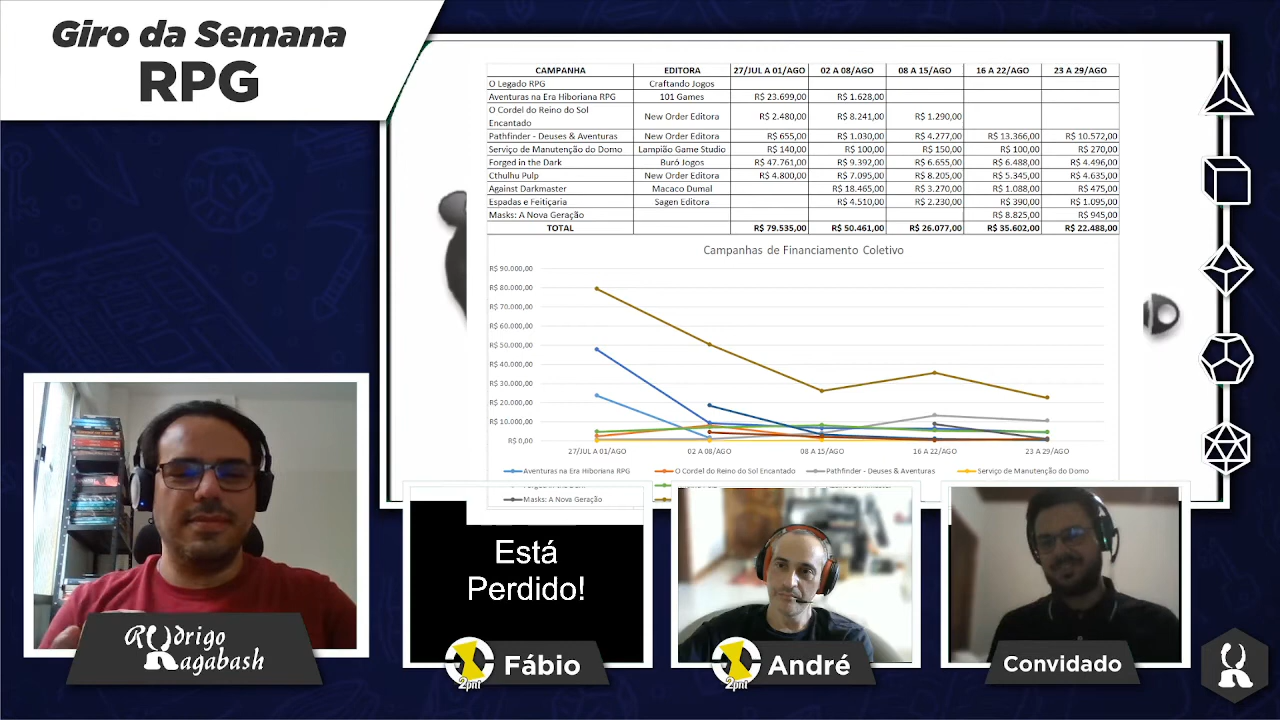 Giro da Semana
RPG
CAMPANHA EDITORA 27/JUL A 01/AGO 02 A 08/AGO 08 A 15/AGO 16 A 22/AGO 23 A 29/AGO
O Legado RPG Craftando Jogos
Aventuras na Era Hiboriana RPG 101 Games R$ 23.699,00 R$ 1.628,00
O Cordel do Reino do Sol
Encantado New Order Editora R$ 2.480,00 R$ 8.241,00 R$ 1.290,00
Pathfinder - Deuses & Aventuras New Order Editora R$ 655,00 R$ 1.030,00 R$ 4.277,00 R$ 13.366,00 R$ 10.572,00
Serviço de Manutenção do Domo Lampião Game Studio R$ 140,00 R$ 100,00 R$ 150,00 R$ 100,00 R$ 270,00
Forged in the Dark Buró Jogos R$ 47.761,00 R$ 9.392,00 R$ 6.655,00 R$ 6.488,00 R$ 4.496,00
Cthulhu Pulp New Order Editora R$ 4.800,00 R$ 7.095,00 R$ 8.205,00 R$ 5.345,00 R$ 4.635,00
Against Darkmaster Macaco Dumal R$ 18.465,00 R$ 3.270,00 R$ 1.088,00 R$ 475,00
Espadas e Feitiçaria Sagen Editora R$ 4.510,00 R$ 2.230,00 R$ 390,00 R$ 1.095,00
Masks: A Nova Geração R$ 8.825,00 R$ 945,00
TOTAL R$ 79.535,00 R$ 50.461,00 R$ 26.077,00 R$ 35.602,00 R$ 22.488,00
Campanhas de Financiamento Coletivo
R$ 90.000,00
R$ 80.000,00
R$ 70.000,00
R$ 60.000,00
R$ 50.000,00
R$ 40.000,00
R$ 30.000,00
R$ 20.000,00
R$ 10.000,00
R$ 0,00
27/JUL A 01/AGO 02 A 08/AGO 08 A 15/AGO 16 A 22/AGO 23 A 29/AGO
Aventuras na Era Hiboriana RPG O Cordel do Reino do Sol Encantado Pathfinder - Deuses & Aventuras Serviço de Manutenção do Domo
Masks: A Nova Geração
Está
Perdido!
Rodrigo
Ragabash
2pni Fábio
2pni André
Convidado